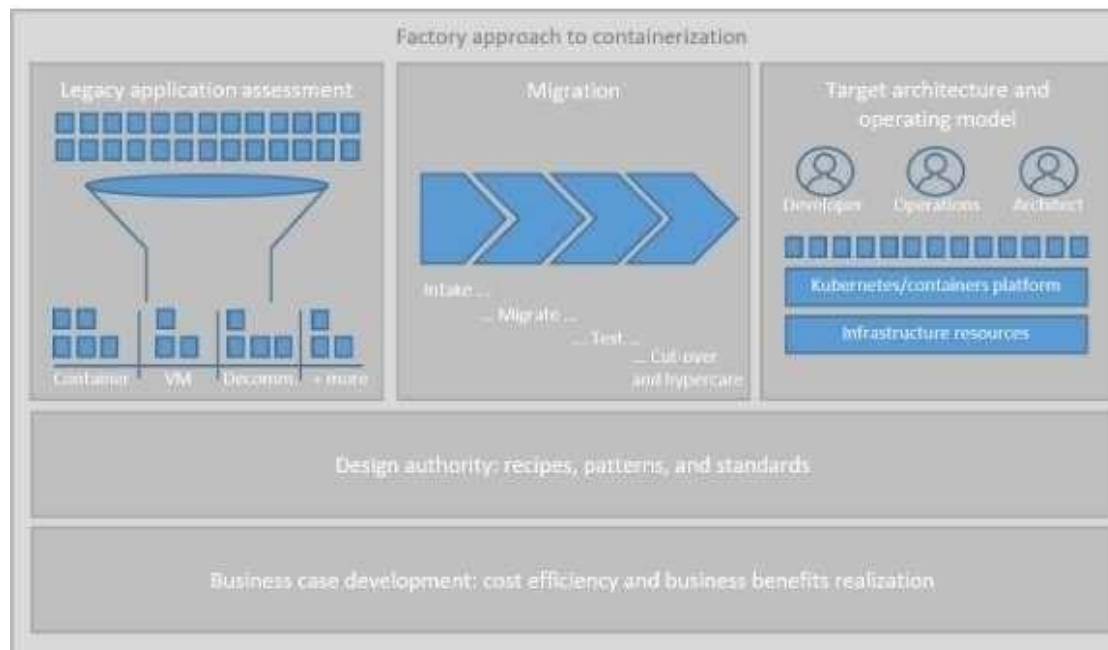 Factory approach to containerization
Legacy application assessment
Container
VM
Decomm.
+ more
Migration
Intake ...
... Migrate ...
... Test ...
... Cut-over
and hypercare
Target architecture and
operating model
Developer
Operations
Architect
Kubernetes/containers platform
Infrastructure resources
Design authority: recipes, patterns, and standards
Business case development: cost efficiency and business benefits realization